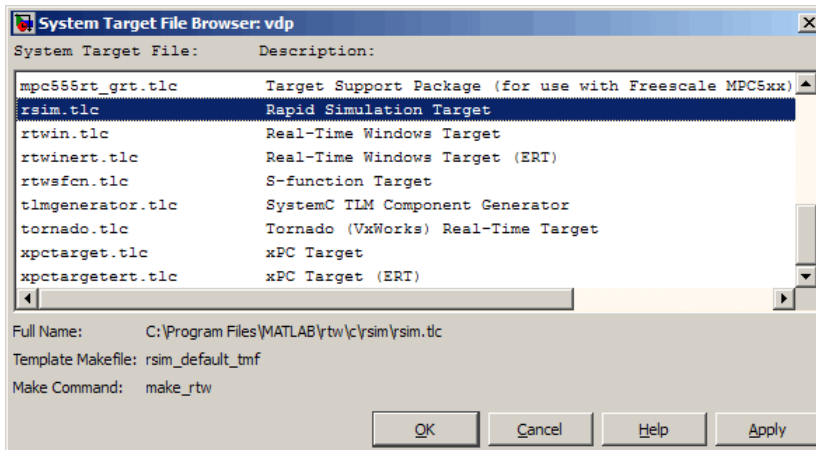 System Target File Browser: vdp
System Target File: Description:
mpc555rt_grt.tlc Target Support Package (for use with Freescale MPC5xx)
rsim.tlc Rapid Simulation Target
rtwin.tlc Real-Time Windows Target
rtwinert.tlc Real-Time Windows Target (ERT)
rtwsfcn.tlc S-function Target
tlmgenerator.tlc SystemC TLM Component Generator
tornado.tlc Tornado (VxWorks) Real-Time Target
xpctarget.tlc xPC Target
xpctargetert.tlc xPC Target (ERT)
Full Name: C:\Program Files\MATLAB\rtw\c\rsim\rsim.tlc
Template Makefile: rsim_default_tmf
Make Command: make_rtw
OK Cancel Help Apply